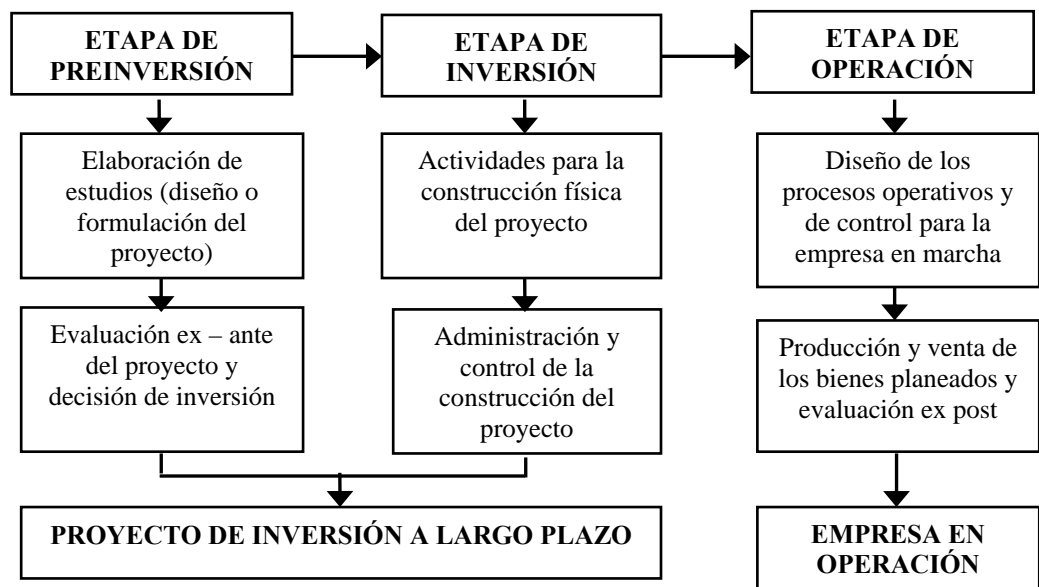 ETAPA DE
PREINVERSIÓN
ETAPA DE
INVERSIÓN
ETAPA DE
OPERACIÓN
Elaboración de
estudios (diseño o
formulación del
proyecto)
Actividades para la
construcción física
del proyecto
Diseño de los
procesos operativos y
de control para la
empresa en marcha
Evaluación ex – ante
del proyecto y
decisión de inversión
Administración y
control de la
construcción del
proyecto
Producción y venta de
los bienes planeados y
evaluación ex post
PROYECTO DE INVERSIÓN A LARGO PLAZO
EMPRESA EN
OPERACIÓN